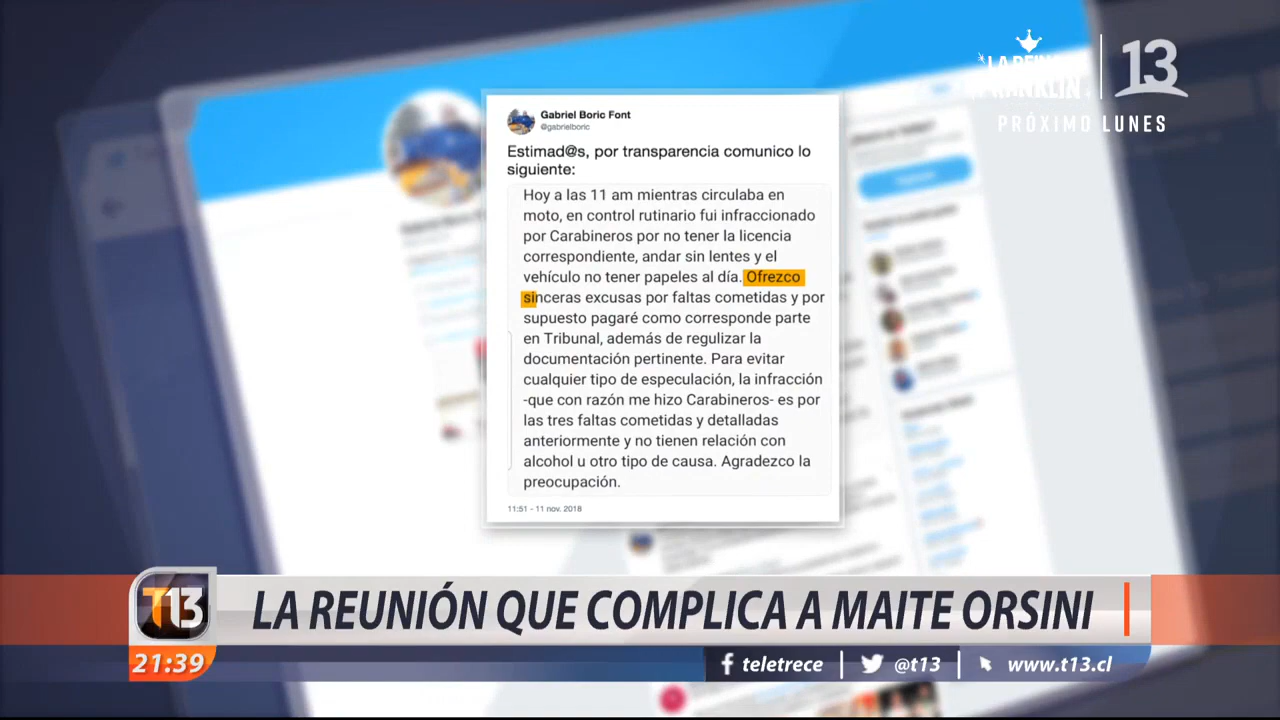 13
PRÓXIMO LUNES
Gabriel Boric Font
@gabrielboric
Estimad@s, por transparencia comunico lo
siguiente:
Hoy a las 11 am mientras circulaba en
moto, en control rutinario fui infraccionado
por Carabineros por no tener la licencia
correspondiente, andar sin lentes y el
vehículo no tener papeles al día. Ofrezco
sinceras excusas por faltas cometidas y por
supuesto pagaré como corresponde parte
en Tribunal, además de regulizar la
documentación pertinente. Para evitar
cualquier tipo de especulación, la infracción
-que con razón me hizo Carabineros- es por
las tres faltas cometidas y detalladas
anteriormente y no tienen relación con
alcohol u otro tipo de causa. Agradezco la
preocupación.
11:51 - 11 nov. 2018
T13
LA REUNIÓN QUE COMPLICA A MAITE ORSINI
21:39
teletrece
@t13
www.t13.cl